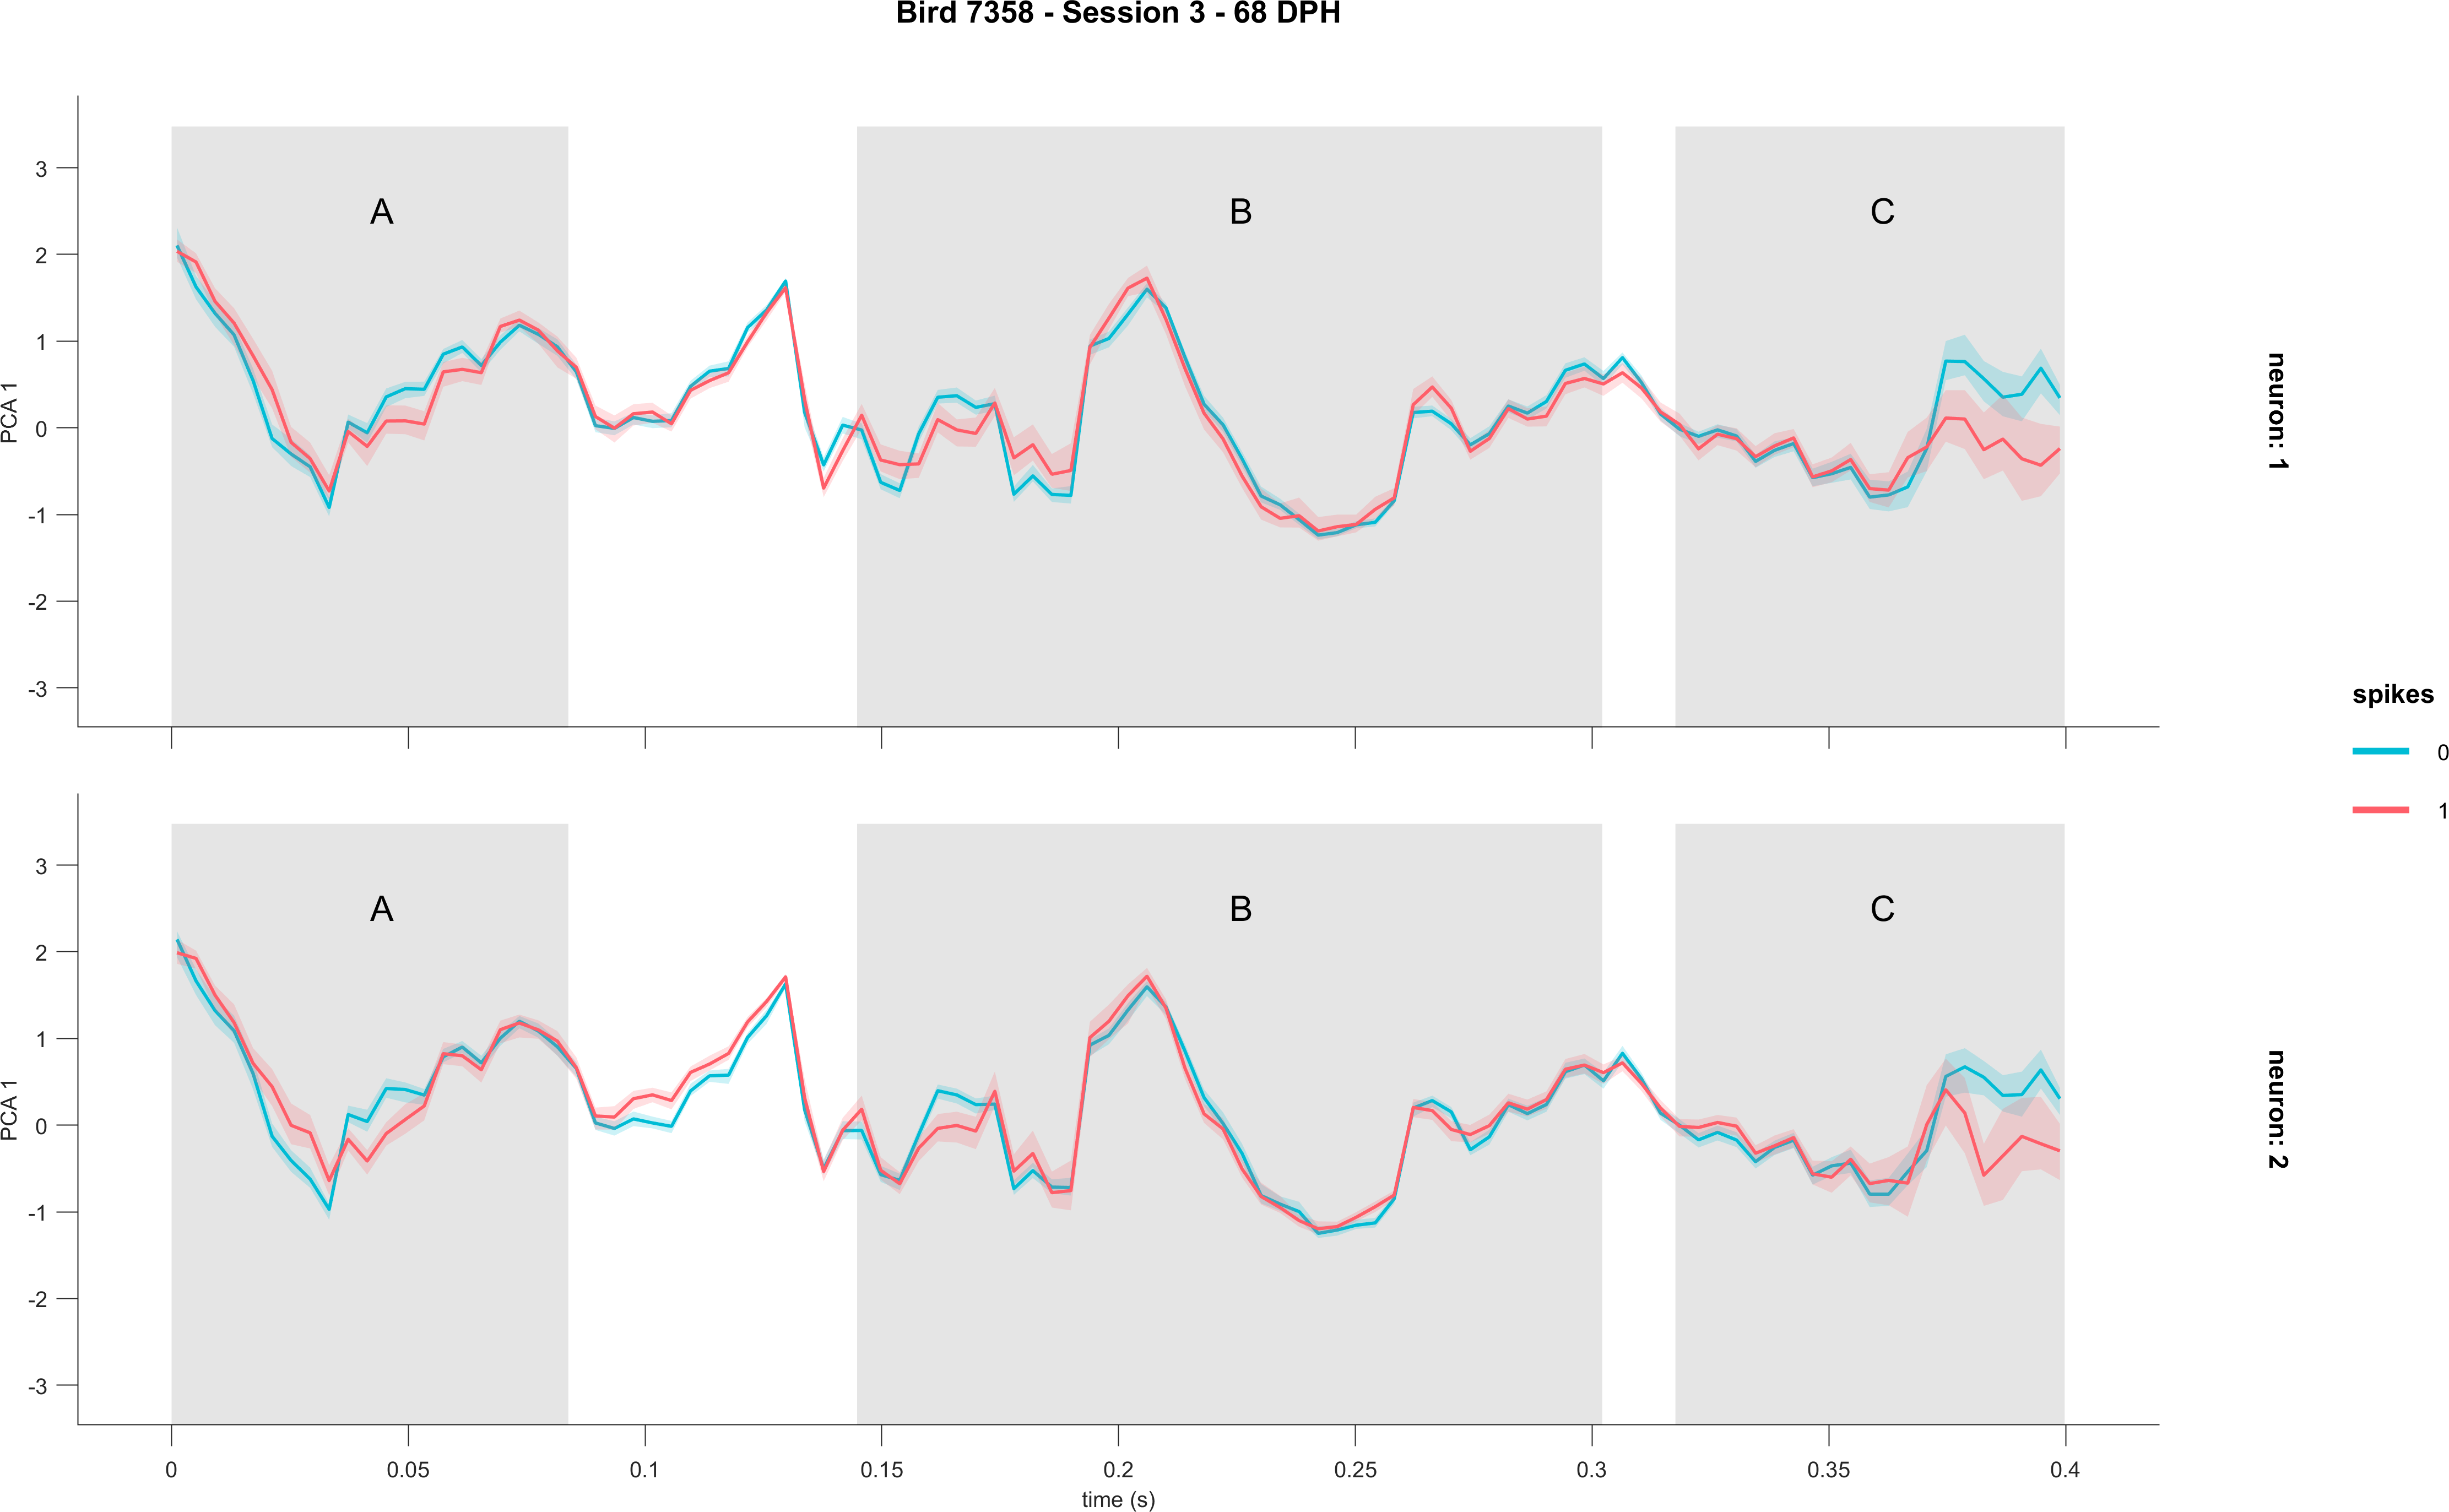 Bird 7358 - Session 3 - 68 DPH
A
B
C
3
2
1
0
-1
-2
-3
PCA 1
neuron: 1
spikes
0
1
A
B
C
3
2
1
0
-1
-2
-3
PCA 1
neuron: 2
0
0.05
0.1
0.15
0.2
0.25
0.3
0.35
0.4
time (s)